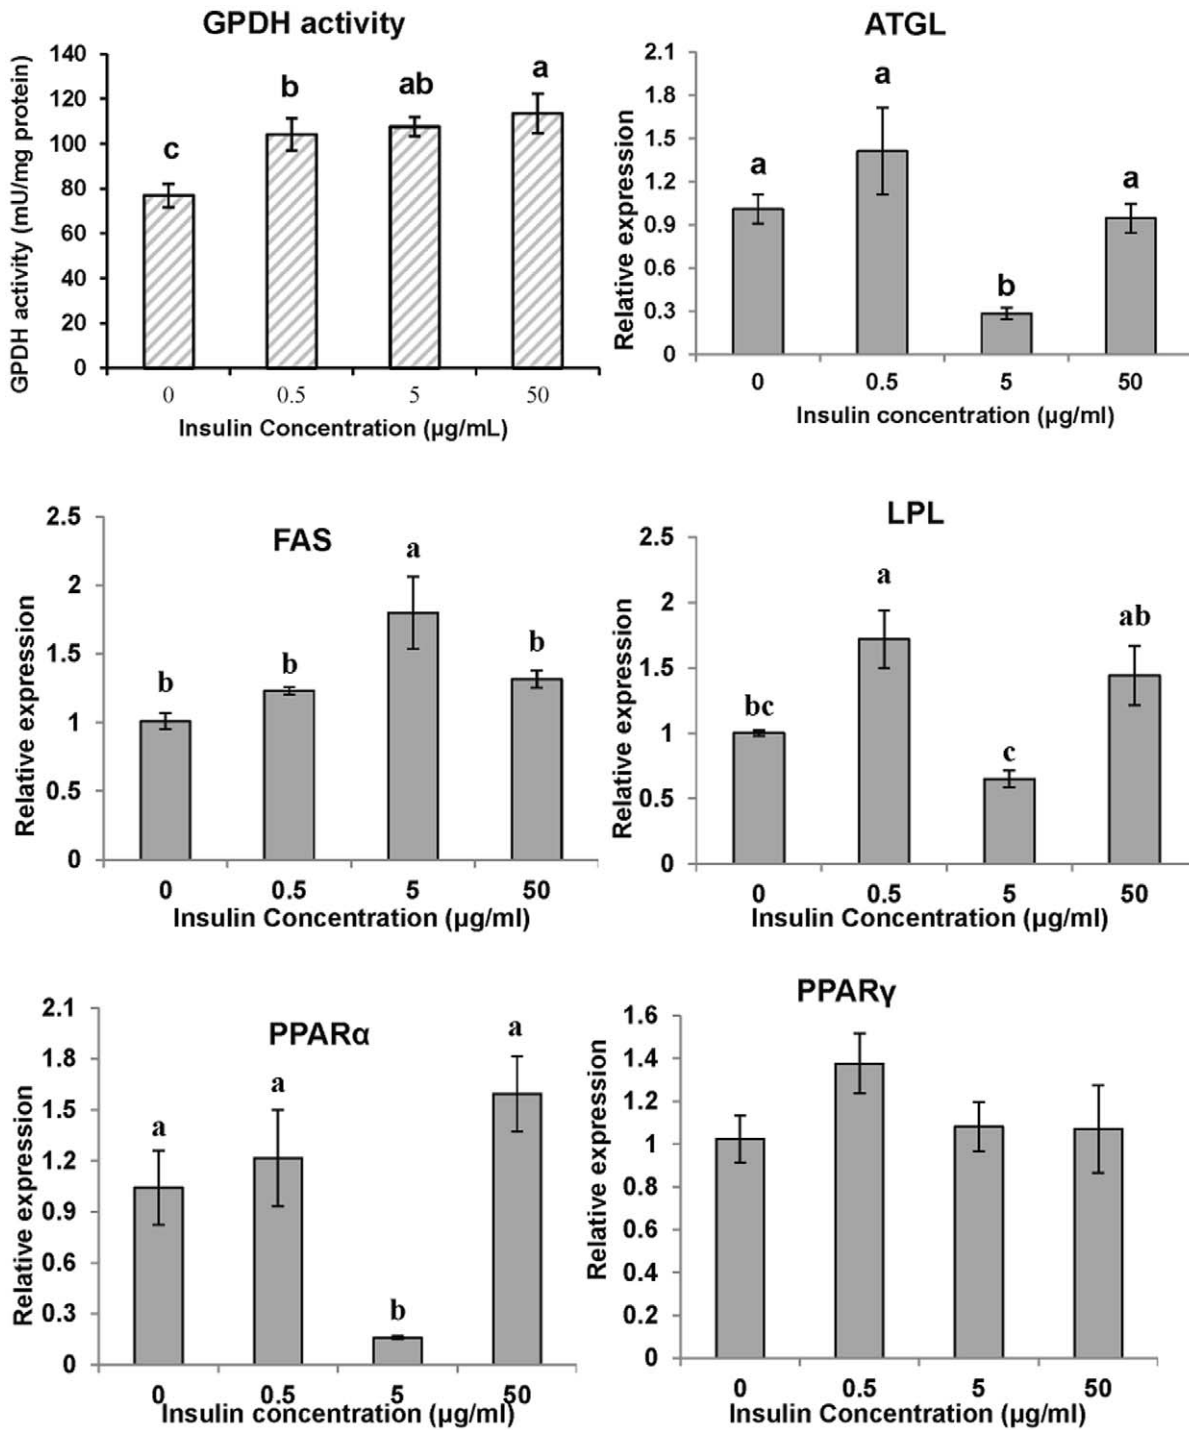 GPDH activity
GPDH activity (mU/mg protein)
140
120
100
80
60
40
20
0
c
b
ab
a
0 0.5 5 50
Insulin Concentration (µg/mL)
ATGL
Relative expression
2.1
1.8
1.5
1.2
0.9
0.6
0.3
0
a
a
b
a
0 0.5 5 50
Insulin concentration (µg/ml)
FAS
Relative expression
2.5
2
1.5
1
0.5
0
b
b
a
b
0 0.5 5 50
Insulin Concentration (µg/ml)
LPL
Relative expression
2.5
2
1.5
1
0.5
0
bc
a
c
ab
0 0.5 5 50
Insulin Concentration (µg/ml)
PPARα
Relative expression
2.1
1.8
1.5
1.2
0.9
0.6
0.3
0
a
a
b
a
0 0.5 5 50
Insulin concentration (µg/ml)
PPARγ
Relative expression
1.6
1.4
1.2
1
0.8
0.6
0.4
0.2
0
0 0.5 5 50
Insulin Concentration (µg/ml)